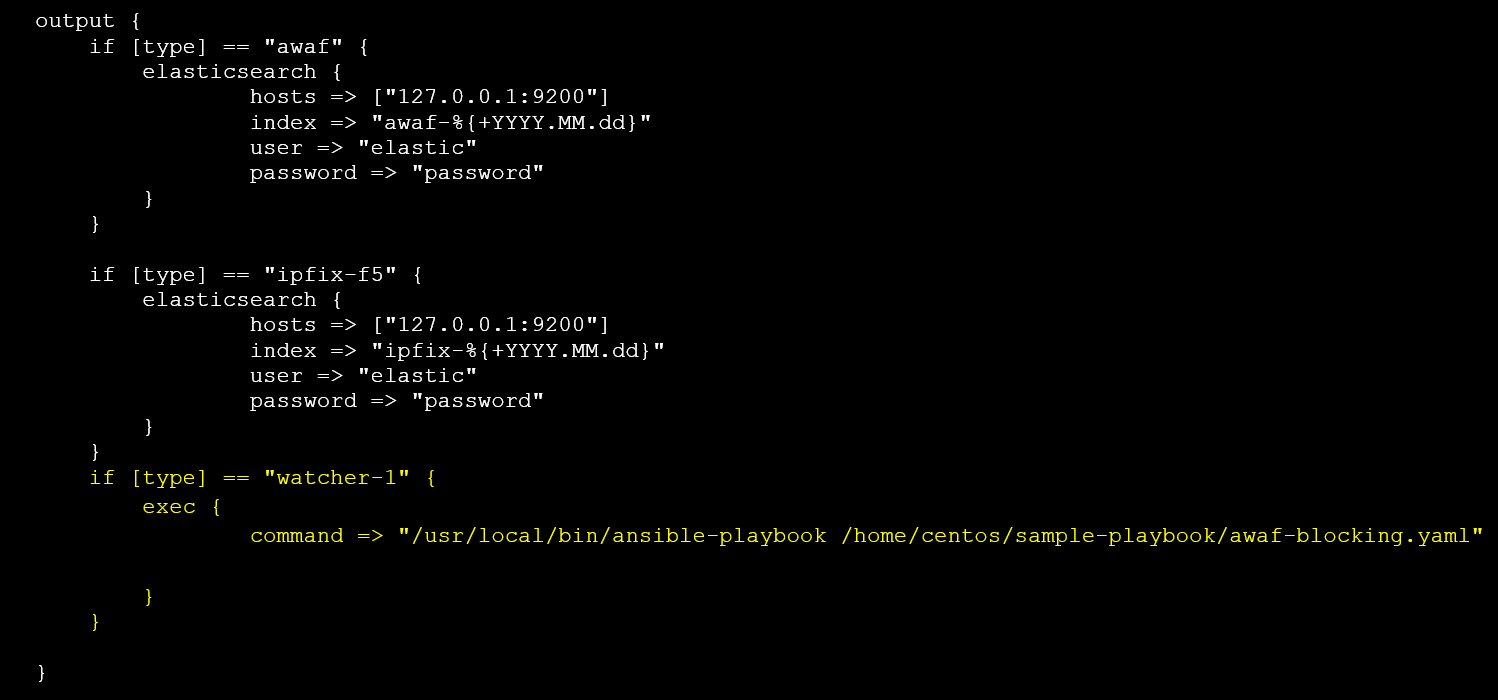 output {
if [type] == "awaf" {
elasticsearch {
hosts => ["127.0.0.1:9200"]
index => "awaf-%{+YYYY.MM.dd}"
user => "elastic"
password => "password"
}
}
if [type] == "ipfix-f5" {
elasticsearch {
hosts => ["127.0.0.1:9200"]
index => "ipfix-%{+YYYY.MM.dd}"
user => "elastic"
password => "password"
}
}
if [type] == "watcher-1" {
exec {
command => "/usr/local/bin/ansible-playbook /home/centos/sample-playbook/awaf-blocking.yaml"
}
}
}